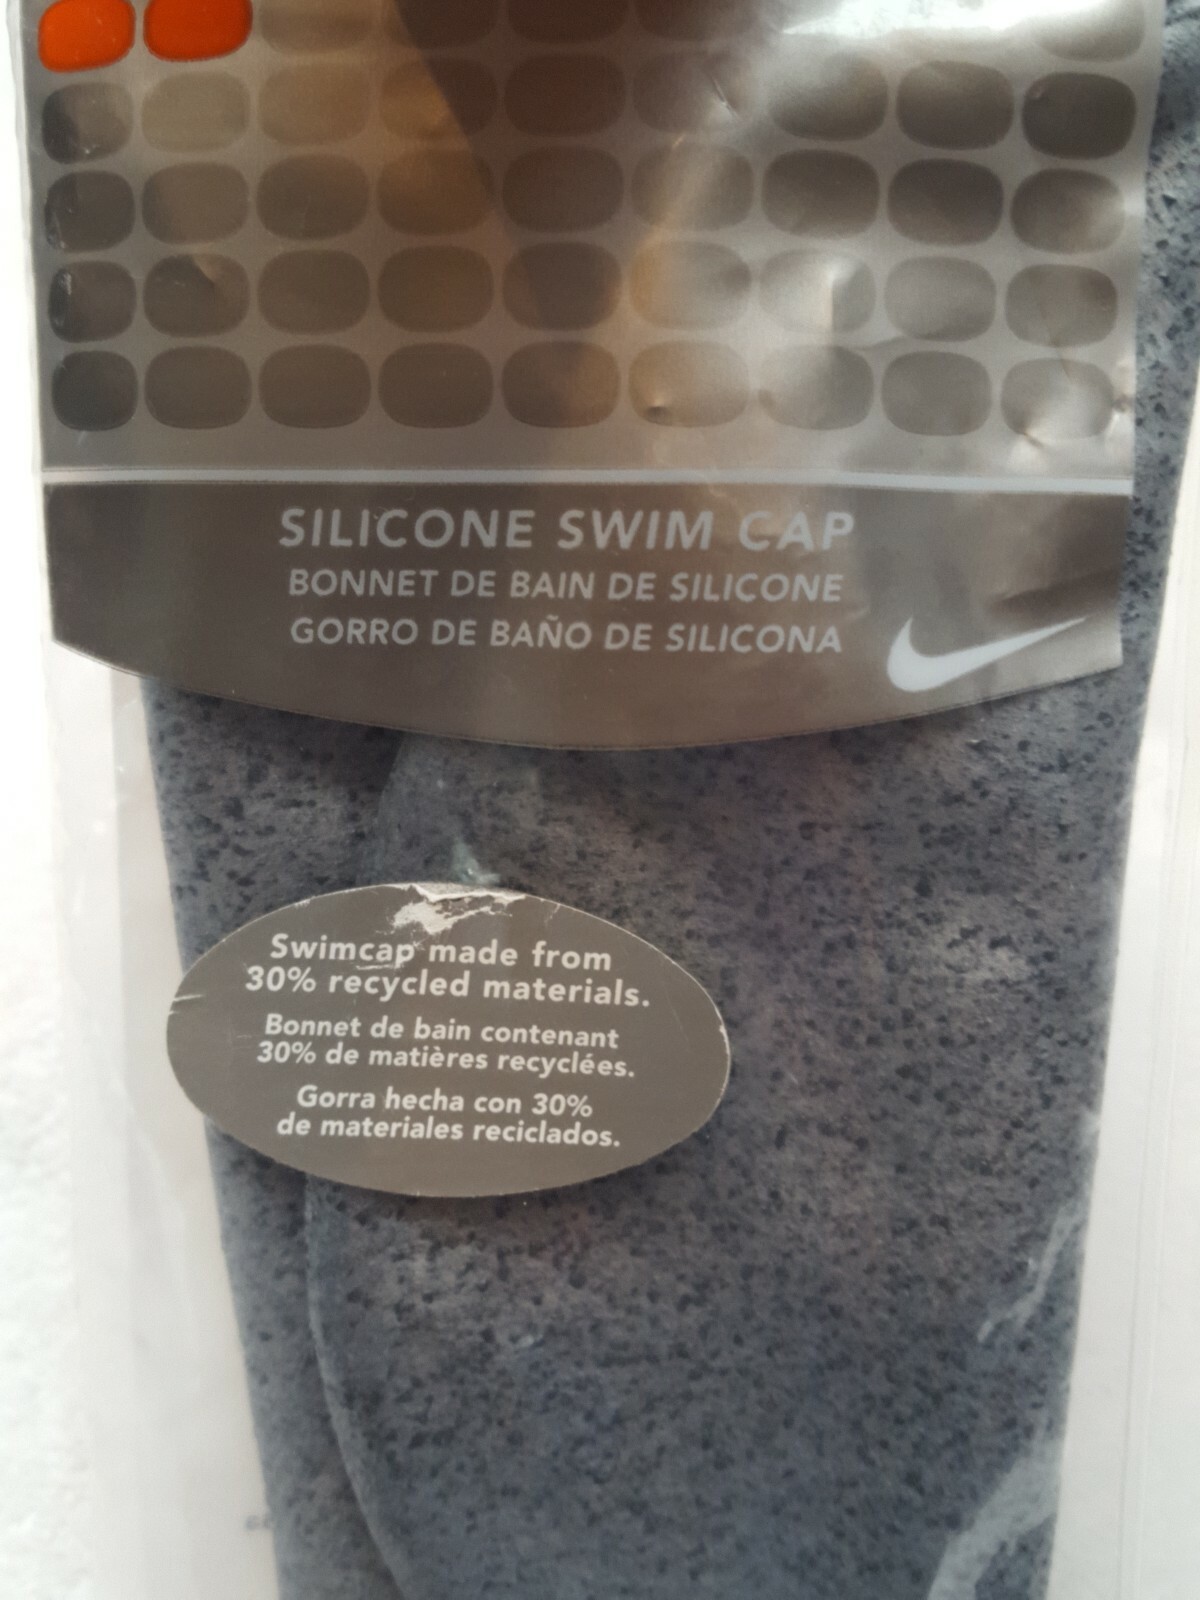 SILICONE SWIM CAP
BONNET DE BAIN DE SILICONE
GORRO DE BAÑO DE SILICONA
Swimcap made from
30% recycled materials.
Bonnet de bain contenant
30% de matières recyclées.
Gorra hecha con 30%
de materiales reciclados.